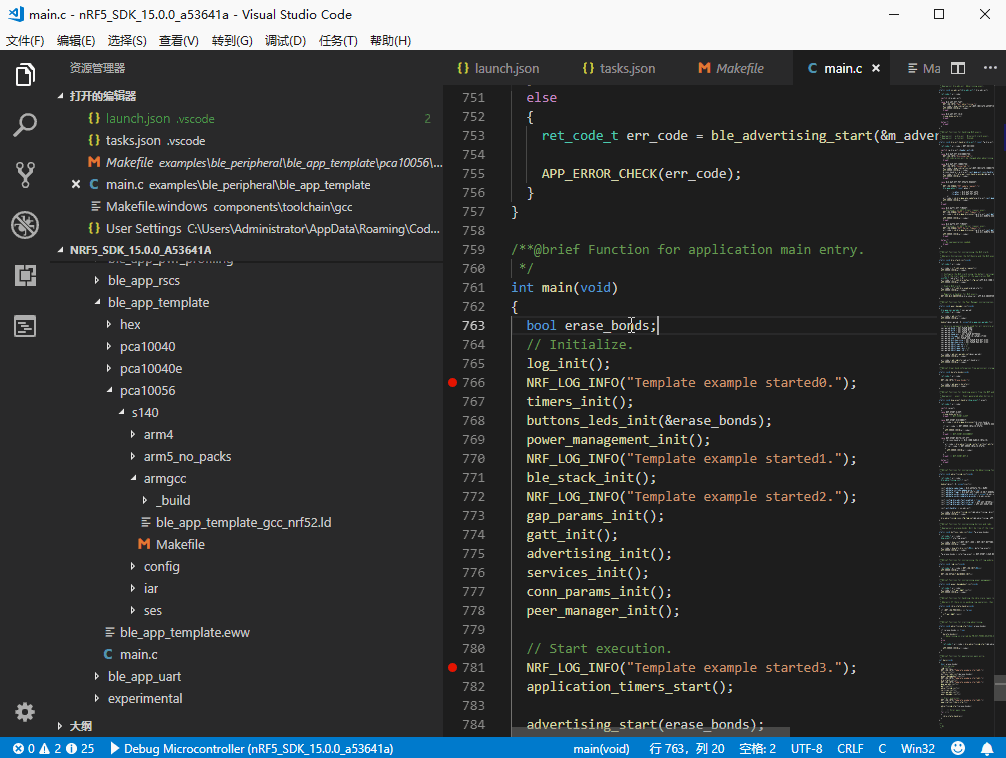 main.c - nRF5_SDK_15.0.0_a53641a - Visual Studio Code
文件(F) 编辑(E) 选择(S) 查看(V) 转到(G) 调试(D) 任务(T) 帮助(H)
资源管理器
打开的编辑器
{} launch.json .vscode 2
{} tasks.json .vscode
M Makefile examples\ble_peripheral\ble_app_template\pca10056\...
× C main.c examples\ble_peripheral\ble_app_template
Makefile.windows components\toolchain\gcc
{} User Settings C:\Users\Administrator\AppData\Roaming\Cod...
NRF5_SDK_15.0.0_A53641A
ble_app_pwr_profiling
ble_app_rscs
ble_app_template
hex
pca10040
pca10040e
pca10056
s140
arm4
arm5_no_packs
armgcc
_build
ble_app_template_gcc_nrf52.ld
M Makefile
config
iar
ses
ble_app_template.eww
C main.c
ble_app_uart
experimental
大纲
{} launch.json {} tasks.json M Makefile C main.c × Ma ...
751 else
752 {
753 ret_code_t err_code = ble_advertising_start(&m_adver
754
755 APP_ERROR_CHECK(err_code);
756 }
757 }
758
759 /**@brief Function for application main entry.
760 */
761 int main(void)
762 {
763 bool erase_bonds;
764 // Initialize.
765 log_init();
766 NRF_LOG_INFO("Template example started0.");
767 timers_init();
768 buttons_leds_init(&erase_bonds);
769 power_management_init();
770 NRF_LOG_INFO("Template example started1.");
771 ble_stack_init();
772 NRF_LOG_INFO("Template example started2.");
773 gap_params_init();
774 gatt_init();
775 advertising_init();
776 services_init();
777 conn_params_init();
778 peer_manager_init();
779
780 // Start execution.
781 NRF_LOG_INFO("Template example started3.");
782 application_timers_start();
783
784 advertising_start(erase_bonds);
0 2 25 Debug Microcontroller (nRF5_SDK_15.0.0_a53641a) main(void) 行 763，列 20 空格: 2 UTF-8 CRLF C Win32